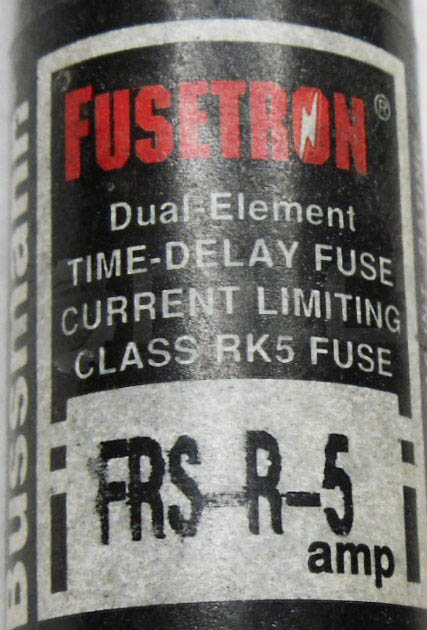 FUSETRON®
Dual-Element
TIME-DELAY FUSE
CURRENT LIMITING
CLASS RK5 FUSE
FRS-R-5
amp
Bussmann